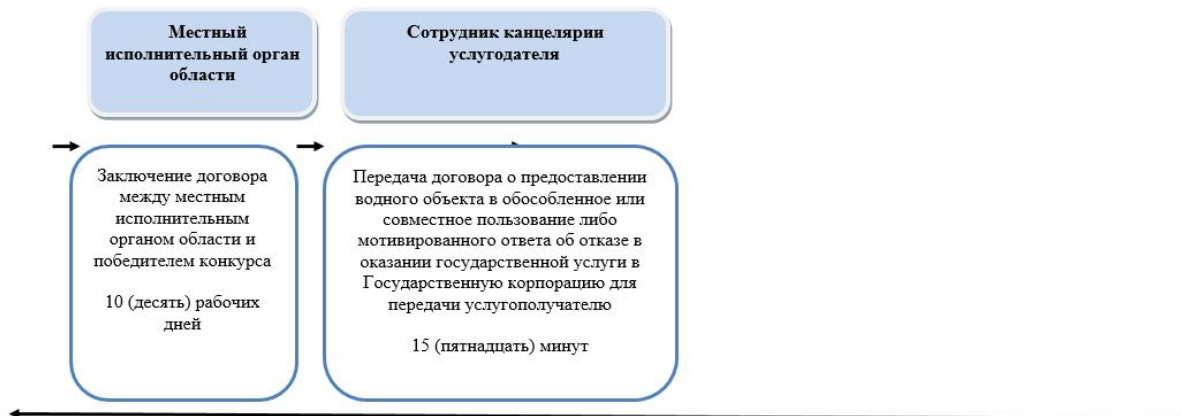 Местный
исполнительный орган
области
Сотрудник канцелярии
услугодателя
Заключение договора
между местным
исполнительным
органом области и
победителем конкурса
10 (десять) рабочих
дней
Передача договора о предоставлении
водного объекта в обособленное или
совместное пользование либо
мотивированного ответа об отказе в
оказании государственной услуги в
Государственную корпорацию для
передачи услугополучателю
15 (пятнадцать) минут